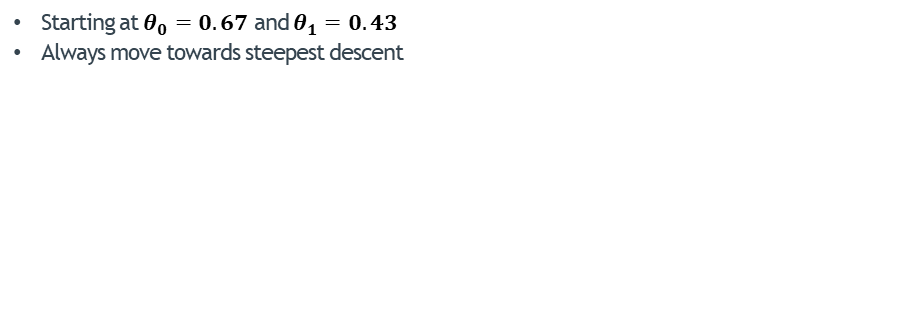 • Starting at θ₀ = 0.67 and θ₁ = 0.43
• Always move towards steepest descent